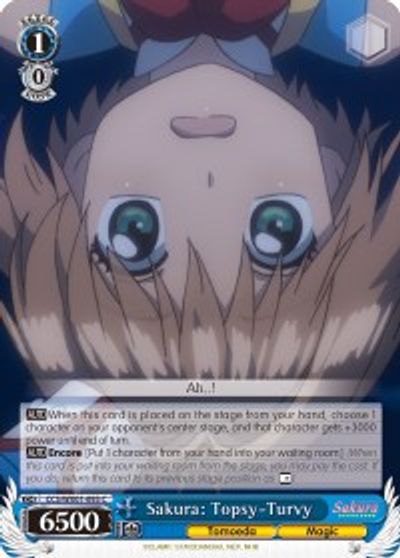 1
0
Ah..!
AUTO When this card is placed on the stage from your hand, choose 1
character on your opponent's center stage, and that character gets +3000
power until end of turn.
AUTO Encore [Put 1 character from your hand into your waiting room] (When
this card is put into your waiting room from the stage, you may pay the cost. If
you do, return this card to its previous stage position as
6500
Sakura: Topsy-Turvy
Sakura
Tomoeda
Magic